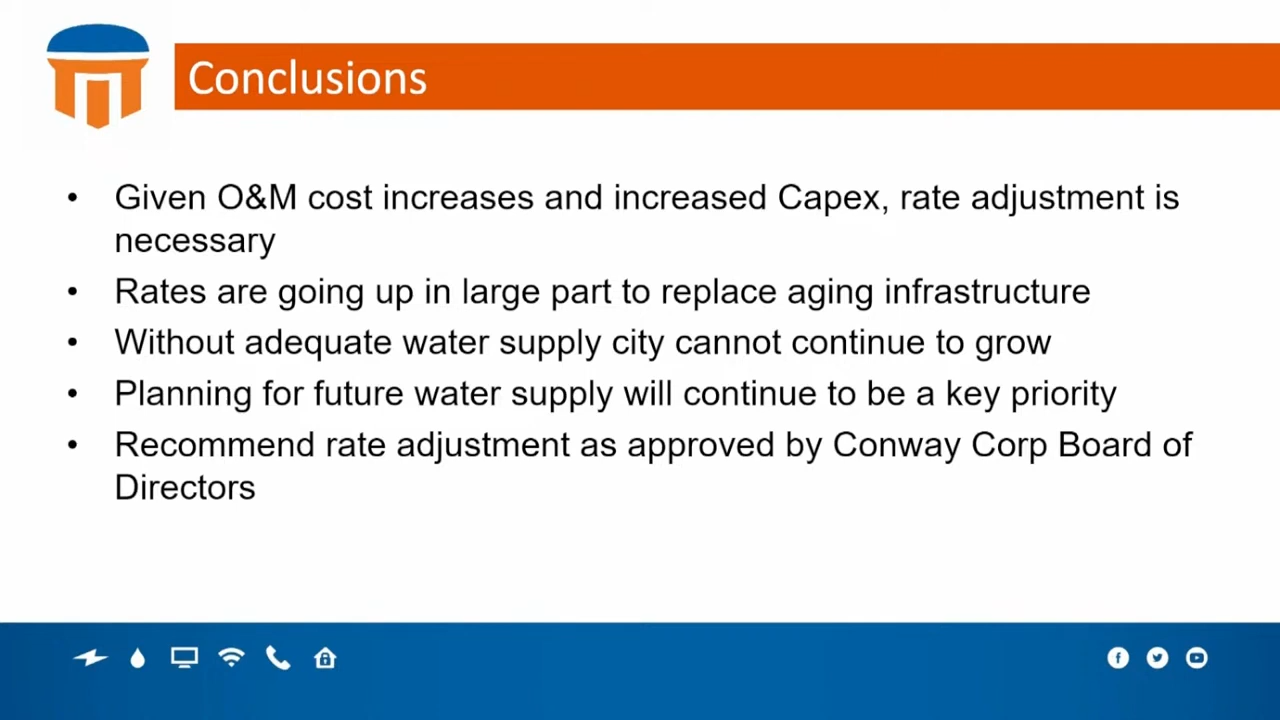 Conclusions
• Given O&M cost increases and increased Capex, rate adjustment is
necessary
• Rates are going up in large part to replace aging infrastructure
• Without adequate water supply city cannot continue to grow
• Planning for future water supply will continue to be a key priority
• Recommend rate adjustment as approved by Conway Corp Board of
Directors